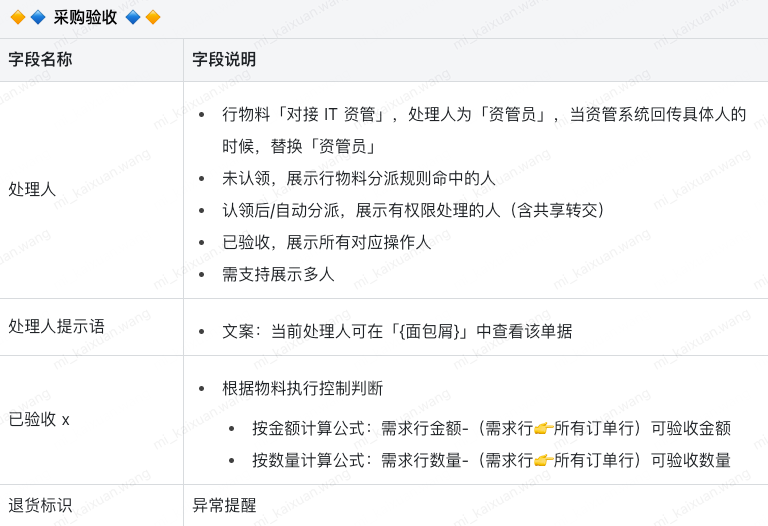 🔶🔷 采购验收 🔷🔶
字段名称 字段说明
处理人
• 行物料「对接 IT 资管」，处理人为「资管员」，当资管系统回传具体人的
时候，替换「资管员」
• 未认领，展示行物料分派规则命中的人
• 认领后/自动分派，展示有权限处理的人（含共享转交）
• 已验收，展示所有对应操作人
• 需支持展示多人
处理人提示语
• 文案：当前处理人可在「{面包屑}」中查看该单据
已验收 x
• 根据物料执行控制判断
• 按金额计算公式：需求行金额-（需求行👉所有订单行）可验收金额
• 按数量计算公式：需求行数量-（需求行👉所有订单行）可验收数量
退货标识 异常提醒
mi_kaixuan.wang